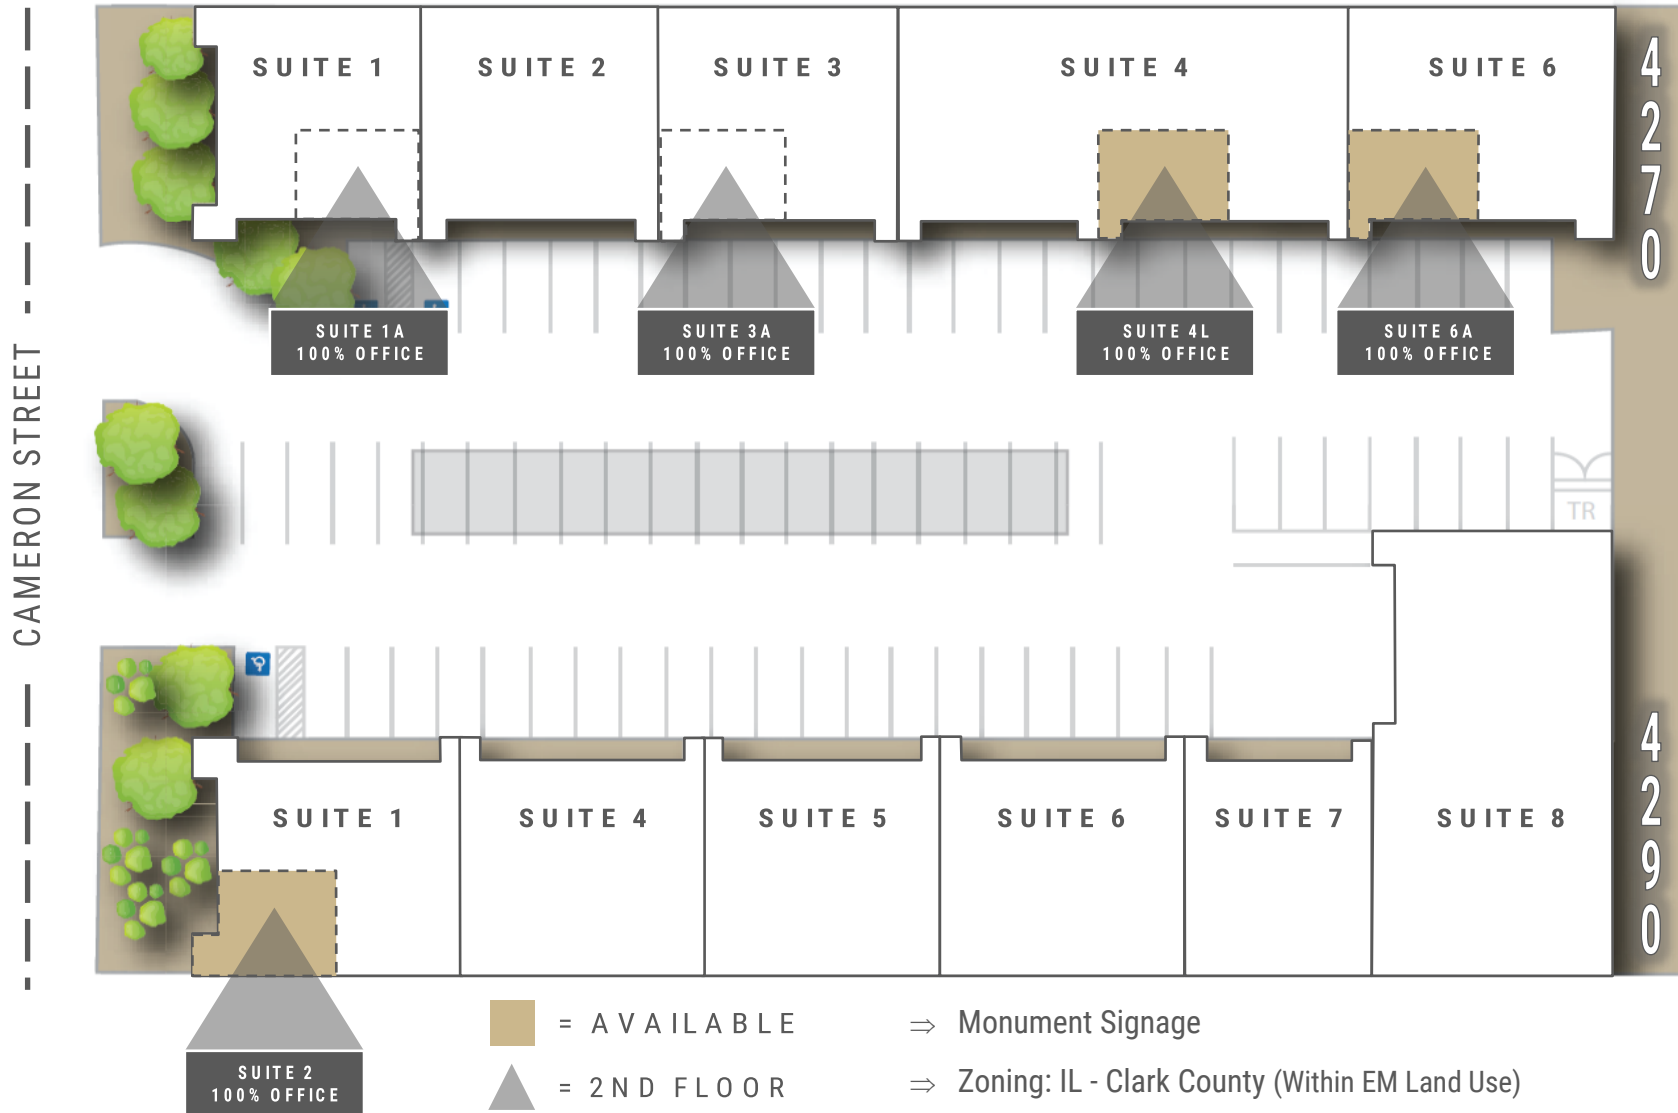 SUITE 1
SUITE 2
SUITE 3
SUITE 4
SUITE 6
4270
SUITE 1A
100% OFFICE
SUITE 3A
100% OFFICE
SUITE 4L
100% OFFICE
SUITE 6A
100% OFFICE
CAMERON STREET
TR
SUITE 1
SUITE 4
SUITE 5
SUITE 6
SUITE 7
SUITE 8
4290
SUITE 2
100% OFFICE
= AVAILABLE
= 2ND FLOOR
⇒ Monument Signage
⇒ Zoning: IL - Clark County (Within EM Land Use)